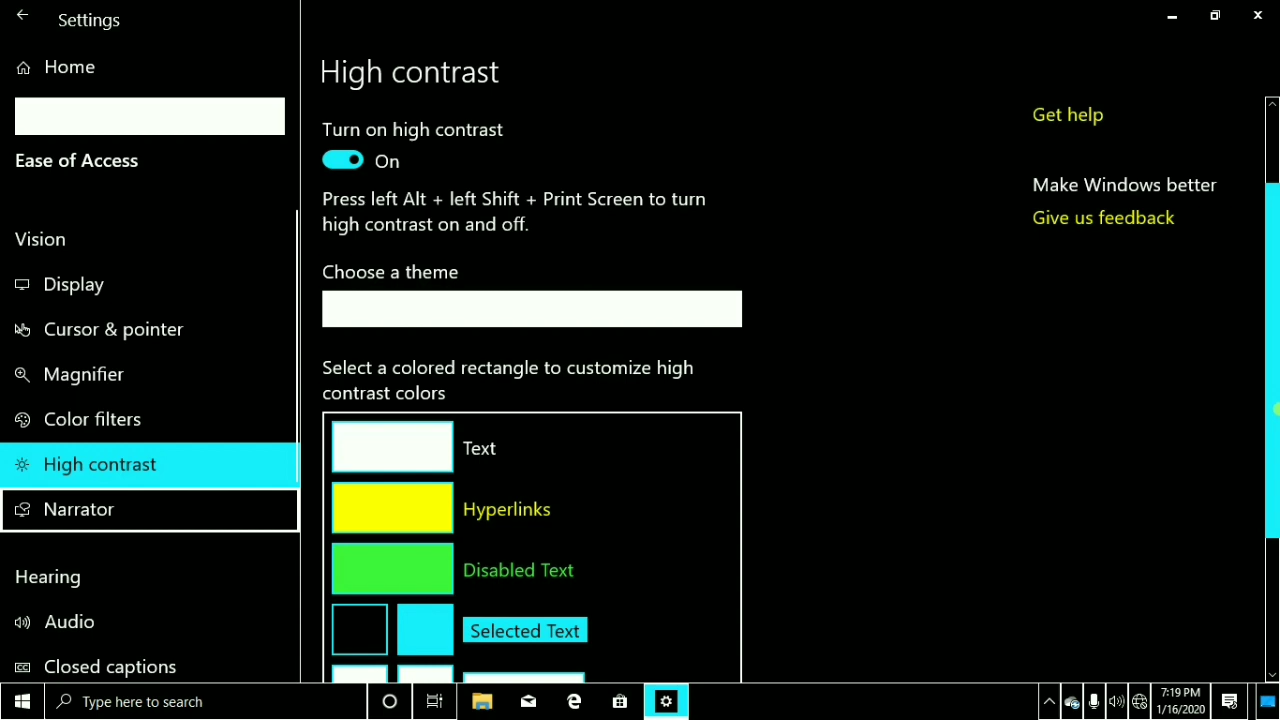 Settings
Home
Ease of Access
Vision
Display
Cursor & pointer
Magnifier
Color filters
High contrast
Narrator
Hearing
Audio
Closed captions
High contrast
Turn on high contrast
On
Press left Alt + left Shift + Print Screen to turn
high contrast on and off.
Choose a theme
Select a colored rectangle to customize high
contrast colors
Text
Hyperlinks
Disabled Text
Selected Text
Get help
Make Windows better
Give us feedback
Type here to search
7:19 PM
1/16/2020